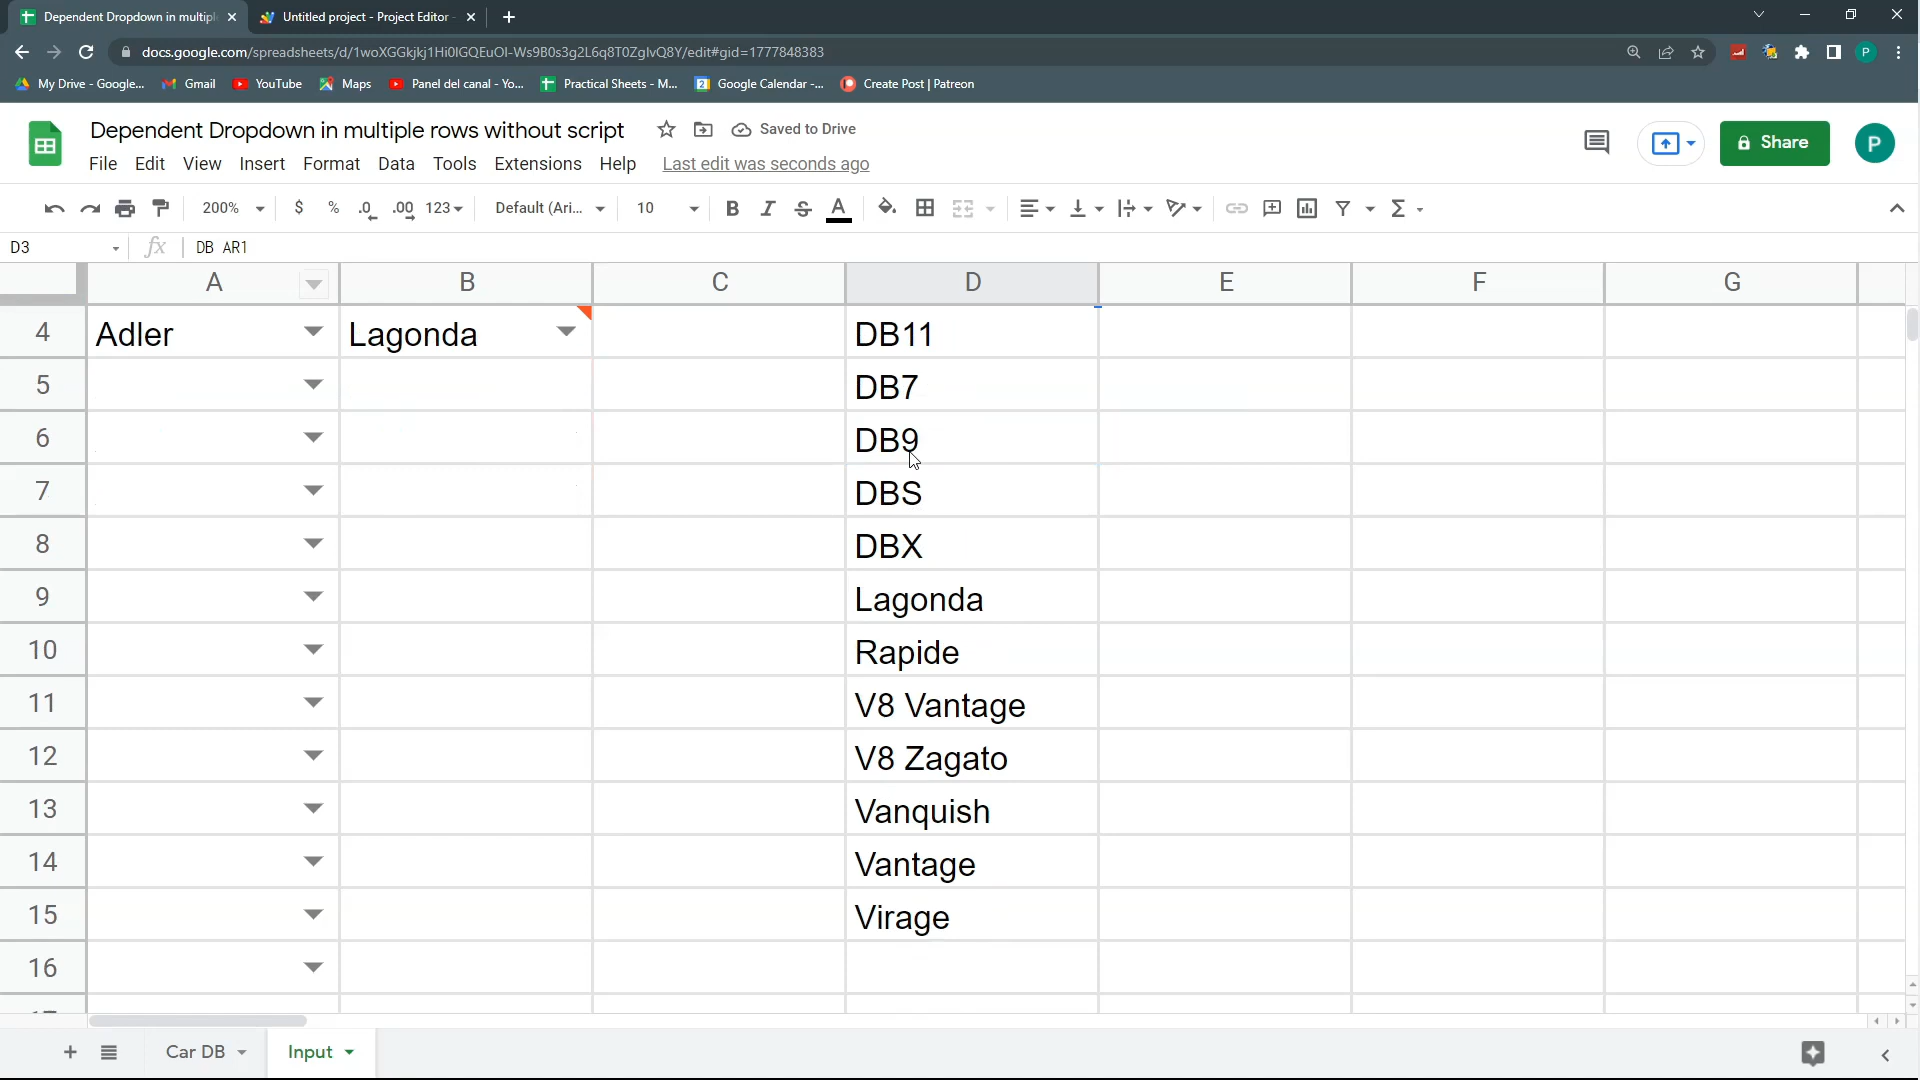 Dependent Dropdown in multipl
Untitled project - Project Editor -
docs.google.com/spreadsheets/d/1woXGGkjkj1Hi0IGQEuOI-Ws9B0s3g2L6q8T0ZgIvQ8Y/edit#gid=1777848383
P
My Drive - Google... Gmail YouTube Maps Panel del canal - Yo... Practical Sheets - M... 2 Google Calendar -... Create Post | Patreon
Dependent Dropdown in multiple rows without script Saved to Drive
Share P
File Edit View Insert Format Data Tools Extensions Help Last edit was seconds ago
200% $ % .0 .00 123 Default (Ari... 10 B I S A Σ
D3 fx DB AR1
A B C D E F G
4 Adler Lagonda DB11
5 DB7
6 DB9
7 DBS
8 DBX
9 Lagonda
10 Rapide
11 V8 Vantage
12 V8 Zagato
13 Vanquish
14 Vantage
15 Virage
16
Car DB Input